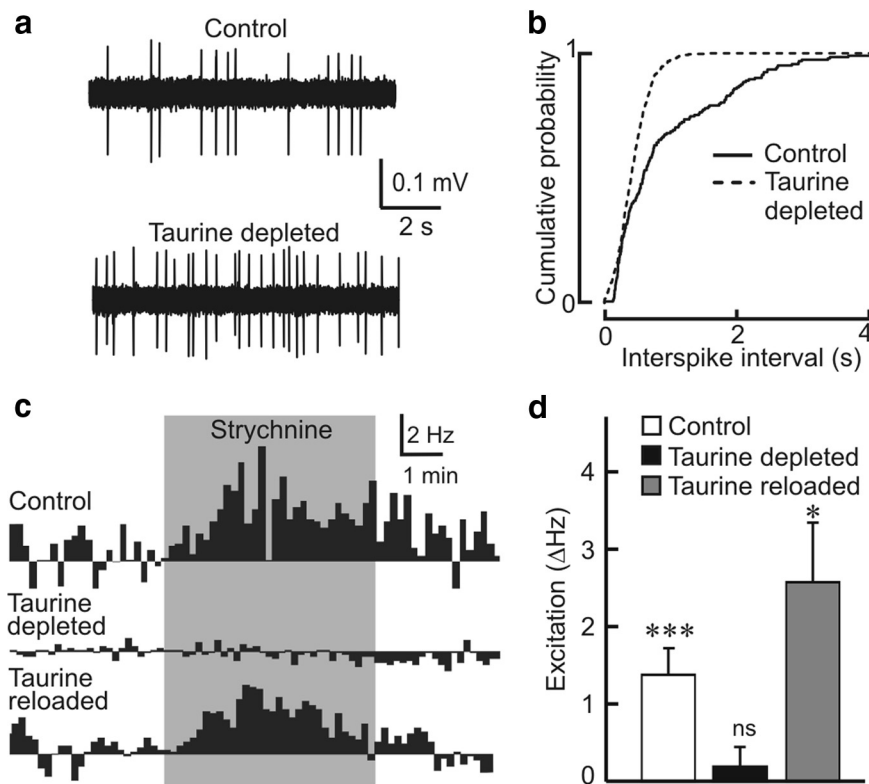 a
Control
0.1 mV
2 s
Taurine depleted
b
Cumulative probability
1
0
Control
Taurine
depleted
0
2
4
Interspike interval (s)
c
Strychnine
2 Hz
1 min
Control
Taurine
depleted
Taurine
reloaded
d
Excitation (ΔHz)
4
3
2
1
0
Control
Taurine depleted
Taurine reloaded
***
ns
*